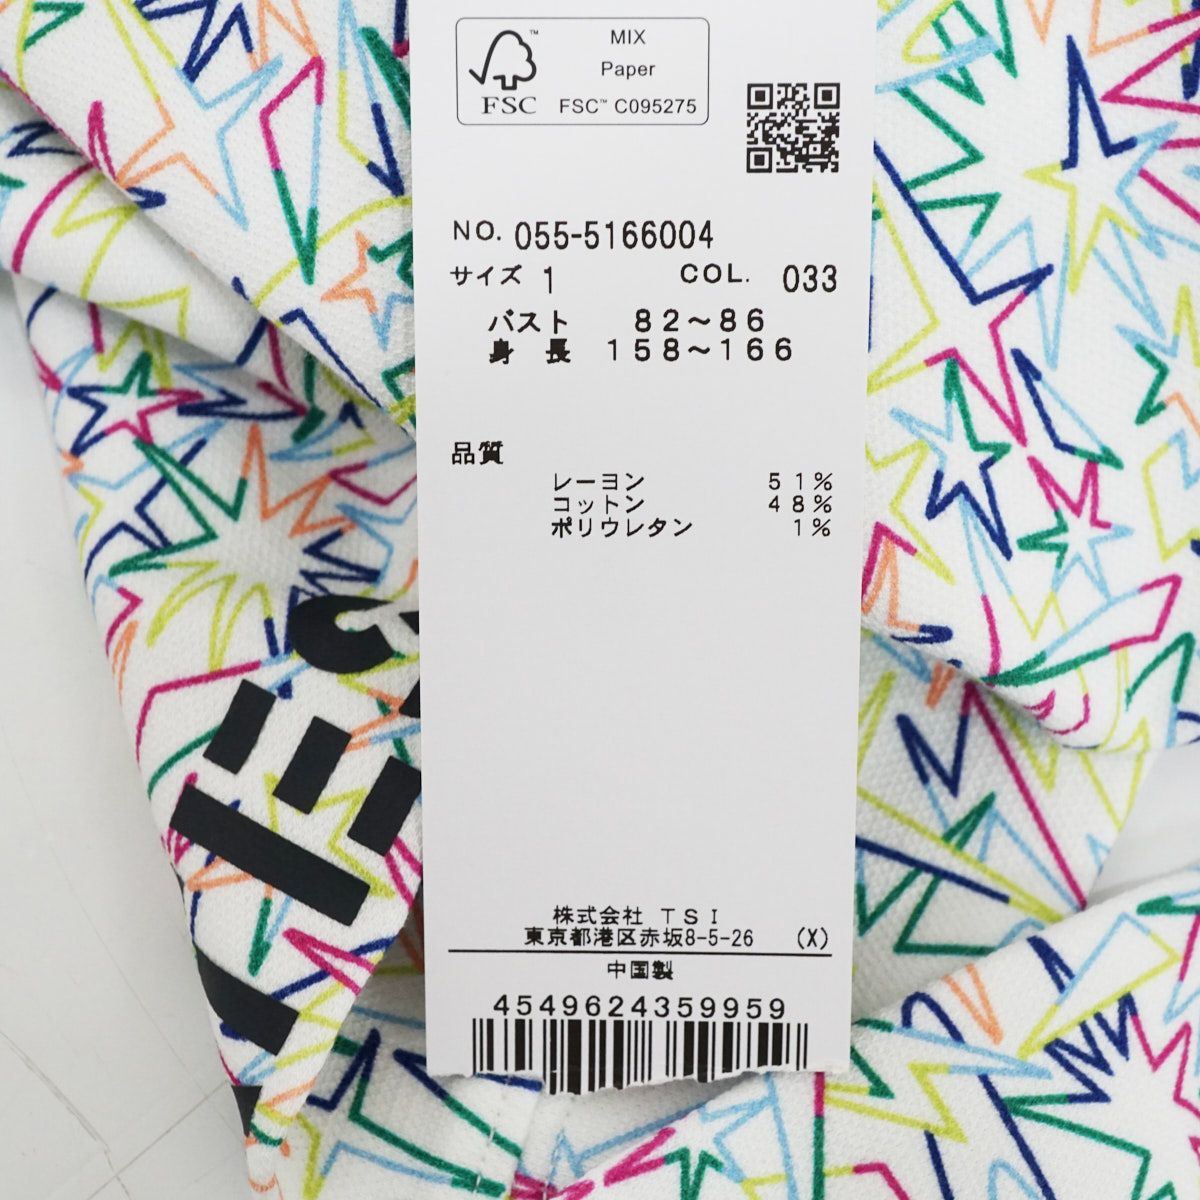 MIX
Paper
FSC™
FSC™ C095275
NO. 055-5166004
サイズ 1 COL. 033
バスト 82~86
身長 158~166
品質
レーヨン 51%
コットン 48%
ポリウレタン 1%
株式会社 TSI
東京都港区赤坂8-5-26 (X)
中国製
4549624359959